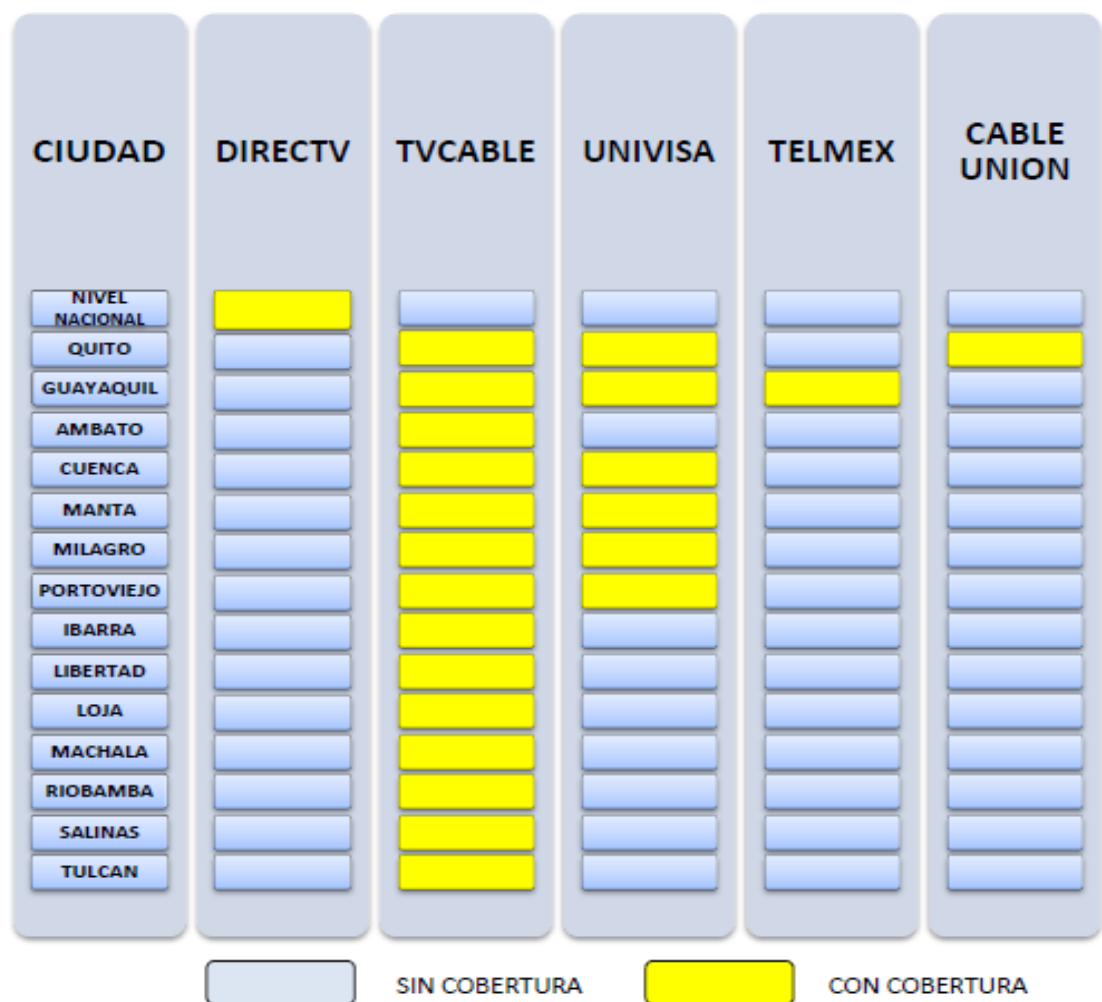 CIUDAD DIRECTV TVCABLE UNIVISA TELMEX CABLE
UNION
NIVEL
NACIONAL
QUITO
GUAYAQUIL
AMBATO
CUENCA
MANTA
MILAGRO
PORTOVIEJO
IBARRA
LIBERTAD
LOJA
MACHALA
RIOBAMBA
SALINAS
TULCAN
SIN COBERTURA CON COBERTURA